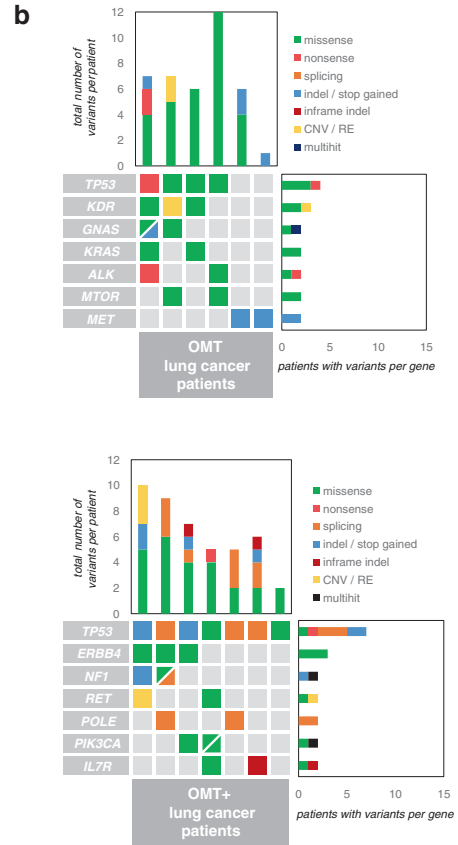 b
total number of
variants perpatient
12
10
8
6
4
2
0
missense
nonsense
splicing
indel / stop gained
inframe indel
CNV / RE
multihit
TP53
KDR
GNAS
KRAS
ALK
MTOR
MET
0 5 10 15
patients with variants per gene
OMT
lung cancer
patients
total number of
variants per patient
12
10
8
6
4
2
0
missense
nonsense
splicing
indel / stop gained
inframe indel
CNV / RE
multihit
TP53
ERBB4
NF1
RET
POLE
PIK3CA
IL7R
0 5 10 15
patients with variants per gene
OMT+
lung cancer
patients